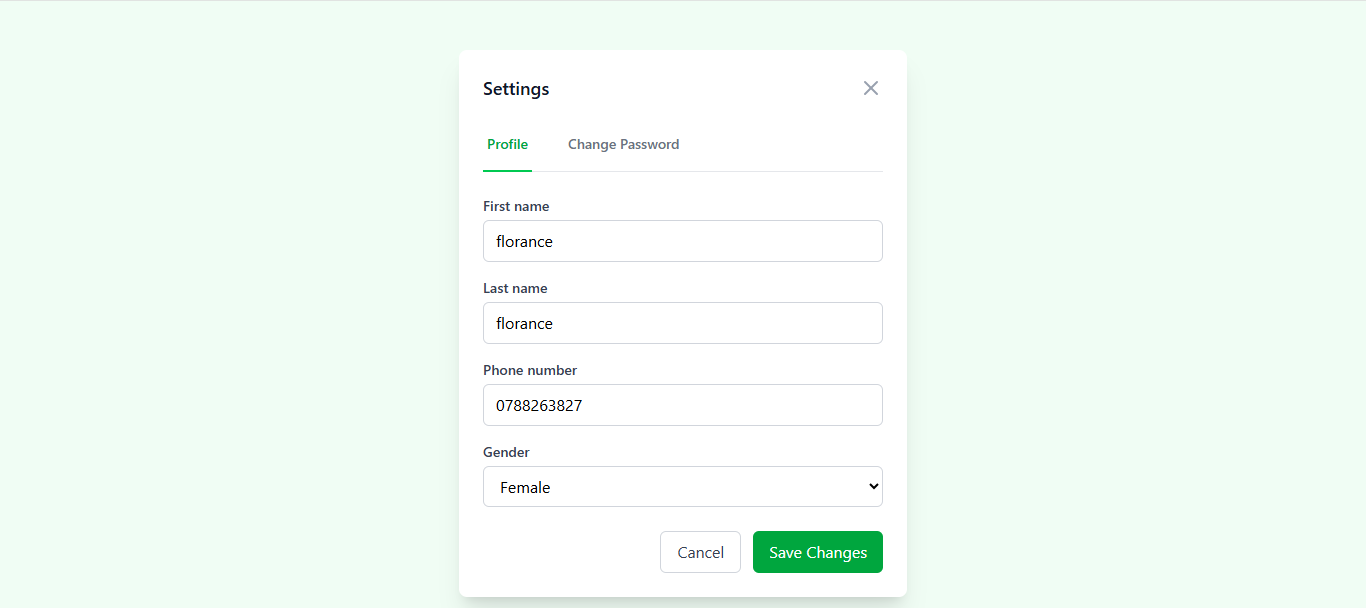 Settings
Profile Change Password
First name
florance
Last name
florance
Phone number
0788263827
Gender
Female
Cancel Save Changes